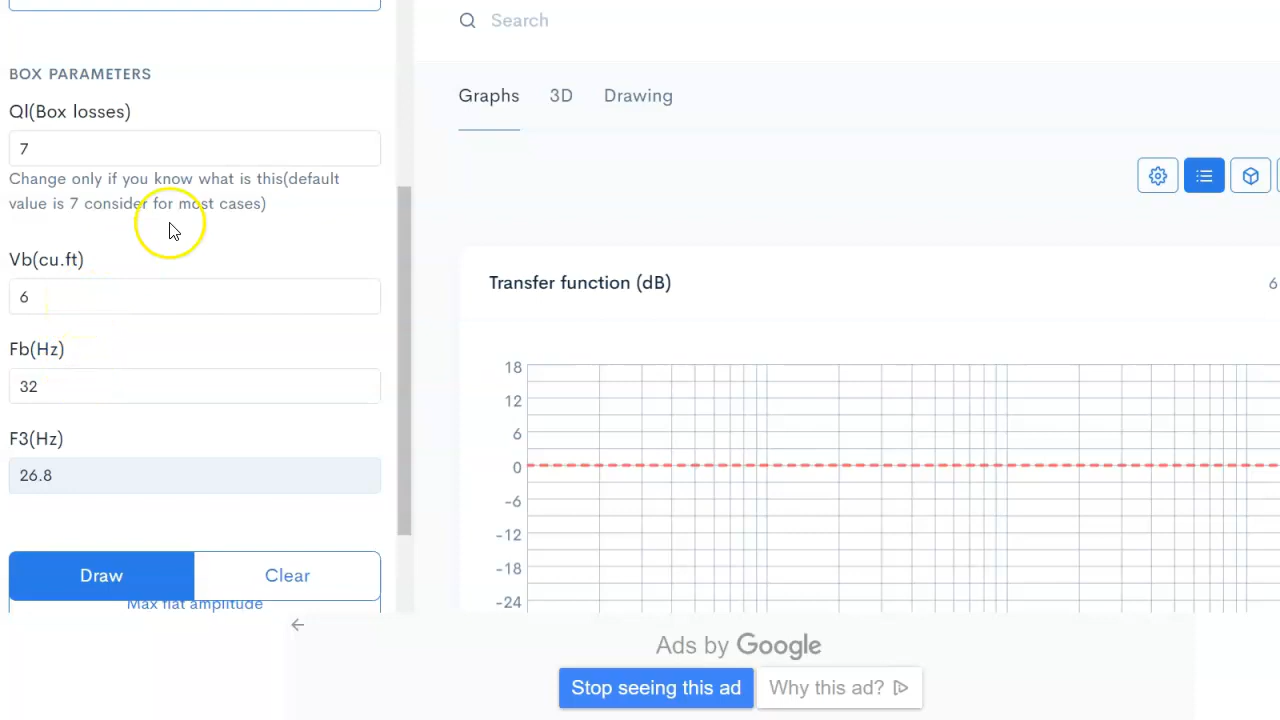 Search
BOX PARAMETERS
Ql(Box losses)
7
Change only if you know what is this(default
value is 7 consider for most cases)
Vb(cu.ft)
6
Fb(Hz)
32
F3(Hz)
26.8
Draw
Clear
Max flat amplitude
Graphs
3D
Drawing
Transfer function (dB)
6
18
12
6
0
-6
-12
-18
-24
Ads by Google
Stop seeing this ad
Why this ad?